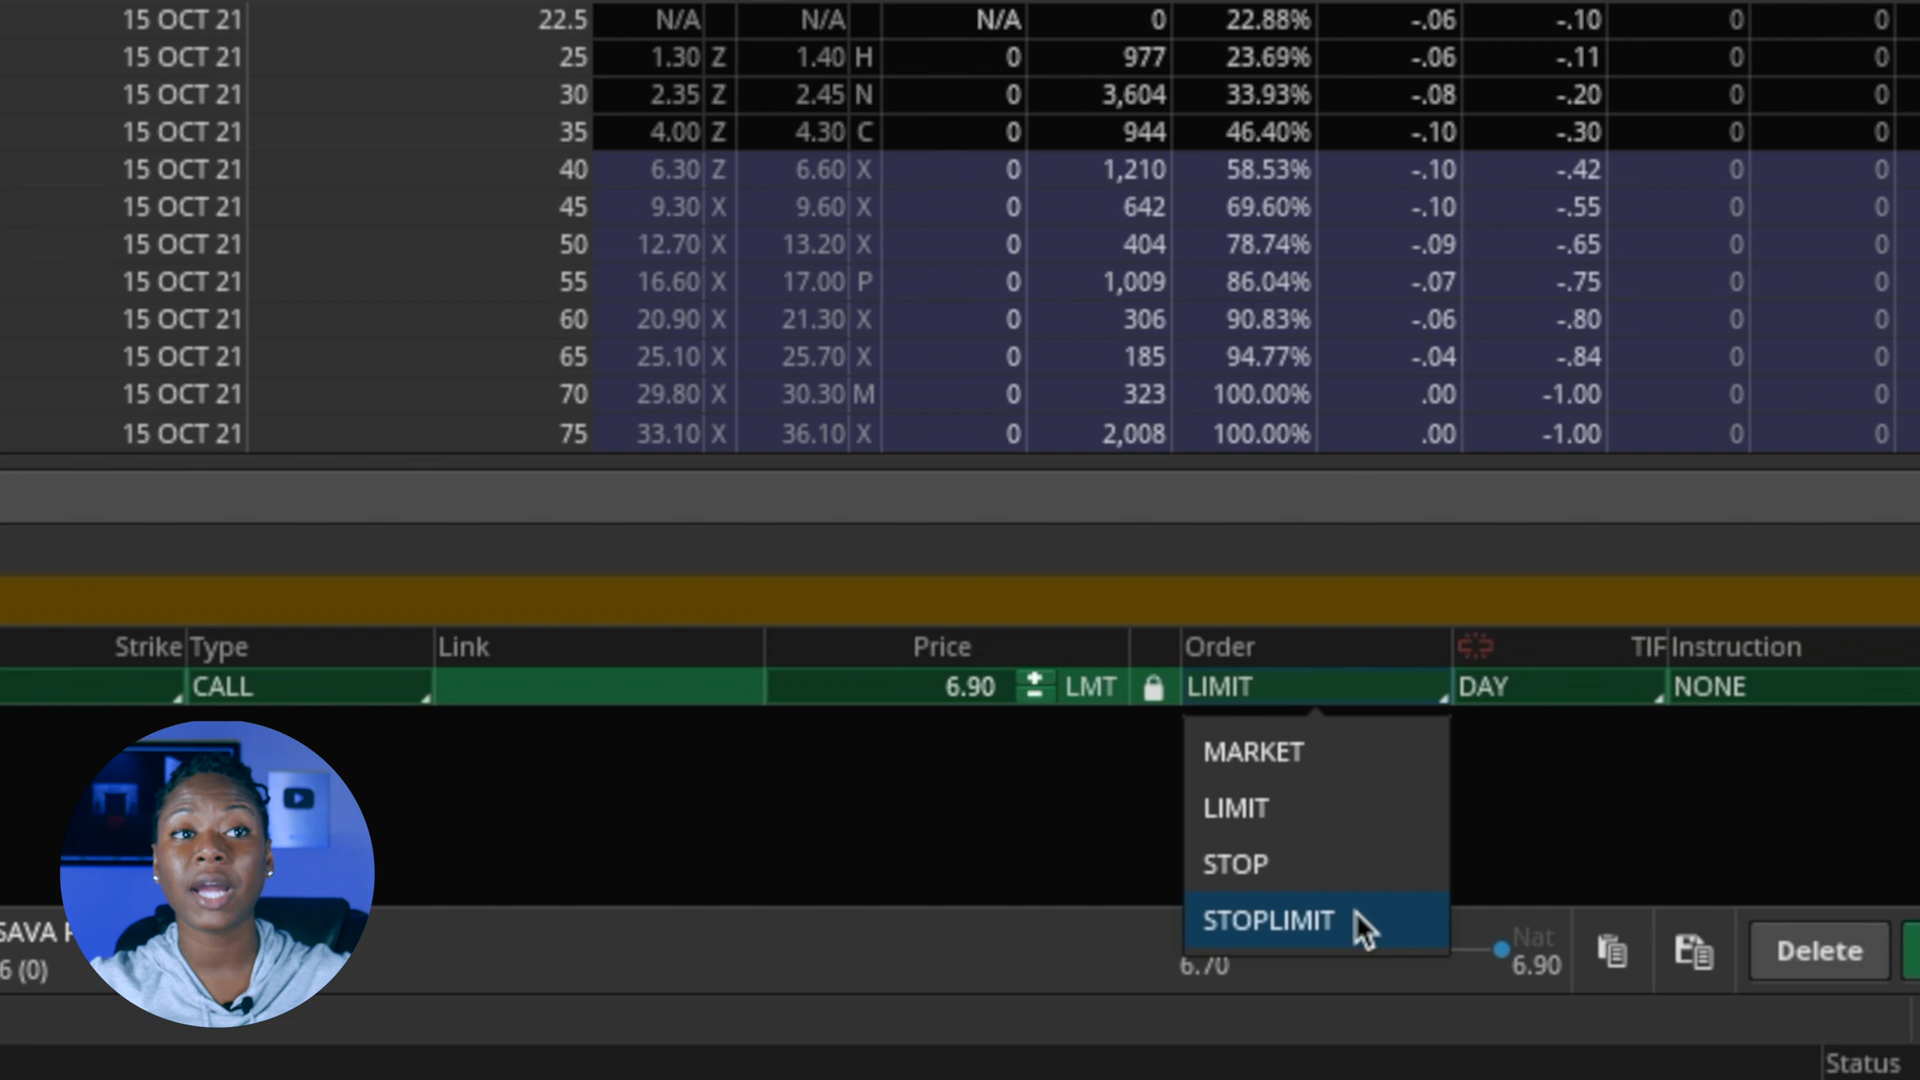 15 OCT 21 22.5 N/A N/A N/A 0 22.88% -.06 -.10 0 0
15 OCT 21 25 1.30 Z 1.40 H 0 977 23.69% -.06 -.11 0 0
15 OCT 21 30 2.35 Z 2.45 N 0 3,604 33.93% -.08 -.20 0 0
15 OCT 21 35 4.00 Z 4.30 C 0 944 46.40% -.10 -.30 0 0
15 OCT 21 40 6.30 Z 6.60 X 0 1,210 58.53% -.10 -.42 0 0
15 OCT 21 45 9.30 X 9.60 X 0 642 69.60% -.10 -.55 0 0
15 OCT 21 50 12.70 X 13.20 X 0 404 78.74% -.09 -.65 0 0
15 OCT 21 55 16.60 X 17.00 P 0 1,009 86.04% -.07 -.75 0 0
15 OCT 21 60 20.90 X 21.30 X 0 306 90.83% -.06 -.80 0 0
15 OCT 21 65 25.10 X 25.70 X 0 185 94.77% -.04 -.84 0 0
15 OCT 21 70 29.80 X 30.30 M 0 323 100.00% .00 -1.00 0 0
15 OCT 21 75 33.10 X 36.10 X 0 2,008 100.00% .00 -1.00 0 0
Strike Type Link Price Order TIF Instruction
CALL 6.90 LMT LIMIT DAY NONE
MARKET
LIMIT
STOP
STOPLIMIT
SAVA
6 (0)
6.70
Nat
6.90
Delete
Status